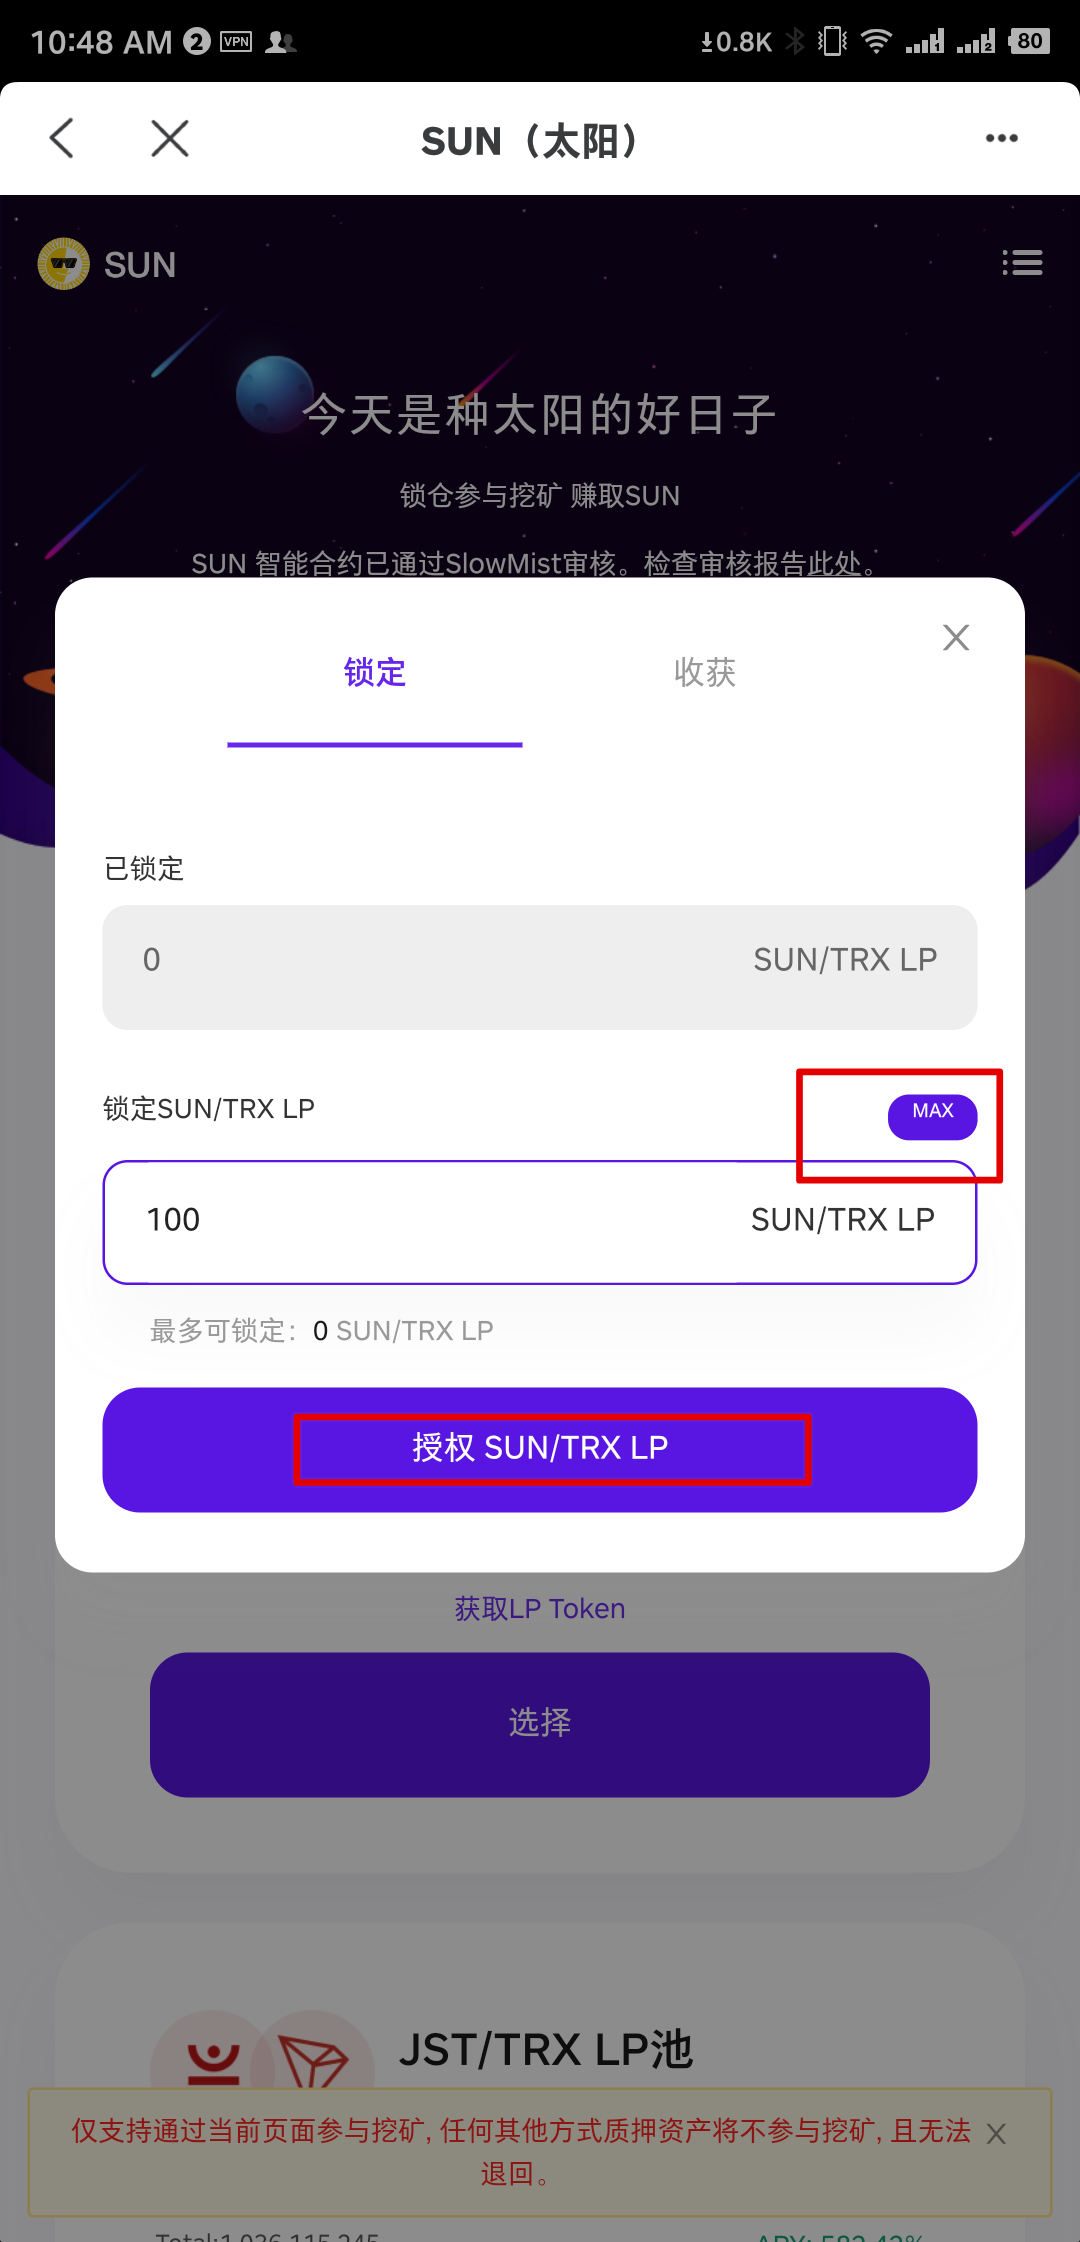 10:48 AM 2 VPN 0.8K 1 2 80
SUN（太阳）
SUN
今天是种太阳的好日子
锁仓参与挖矿 赚取SUN
SUN 智能合约已通过SlowMist审核。检查审核报告此处。
锁定 收获
已锁定
0 SUN/TRX LP
锁定SUN/TRX LP MAX
100 SUN/TRX LP
最多可锁定：0 SUN/TRX LP
授权 SUN/TRX LP
获取LP Token
选择
JST/TRX LP池
仅支持通过当前页面参与挖矿, 任何其他方式质押资产将不参与挖矿, 且无法
退回。
Total:1,036,115,245 APY: 582.42%